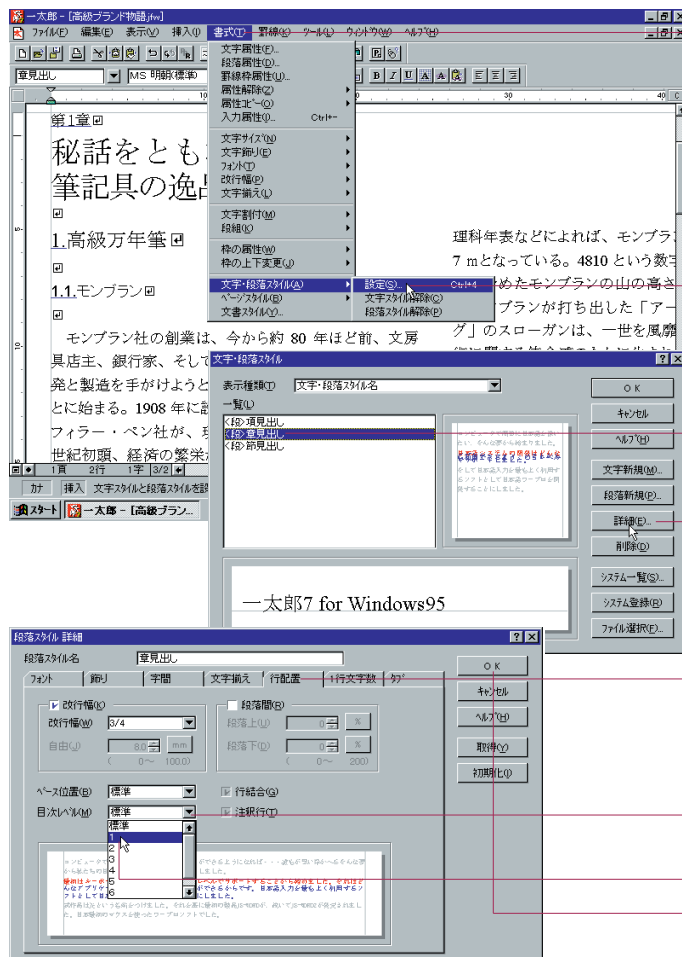 一太郎 - [高級ブランド物語.jfw]
ファイル(F) 編集(E) 表示(V) 挿入(I) 書式(T) 罫線(K) ツール(L) ウィンドウ(W) ヘルプ(H)
章見出し MS 明朝(標準) B I U A A
10 30 40
文字属性(D)...
段落属性(D)...
罫線枠属性(U)...
属性解除(Z)
属性コピー(O)
入力属性(I)... Ctrl+-
文字サイズ(N)
文字飾り(E)
フォント(T)
改行幅(P)
文字揃え(L)
文字割付(M)
段組(K)
枠の属性(W)
枠の上下変更(J)
文字・段落スタイル(A)
ページスタイル(B)
文書スタイル(Y)...
設定(S)... Ctrl+4
文字スタイル解除(C)
段落スタイル解除(P)
第1章
秘話をとも
筆記具の逸品
1.高級万年筆
1.1.モンブラン
モンブラン社の創業は、今から約 80 年ほど前、文房
具店主、銀行家、そして
発と製造を手がけようと
とに始まる。1908 年に設
フィラー・ペン社が、
世紀初頭、経済の繁栄
理科年表などによれば、モンブラン
7 mとなっている。4810 という数字
めたモンブランの山の高さ
ブランが打ち出した「アー
グ」のスローガンは、一世を風靡
1頁 2行 1字 3/2
カナ 挿入 文字スタイルと段落スタイルを設
スタート 一太郎 - [高級ブラン...
文字・段落スタイル
表示種類(T) 文字・段落スタイル名
一覧(L)
<段>項見出し
<段>章見出し
<段>節見出し
一太郎7 for Windows95
OK
キャンセル
ヘルプ(H)
文字新規(M)...
段落新規(P)...
詳細(E)...
削除(D)
システム一覧(S)...
システム登録(R)
ファイル選択(F)...
段落スタイル 詳細
段落スタイル名 章見出し
フォント 飾り 字間 文字揃え 行配置 1行文字数 タブ
改行幅(K)
改行幅(W) 3/4
自由(J) 8.0 mm
( 0～ 100.0)
段落間(R)
段落上(U) 0 %
段落下(D) 0 %
( 0～ 200)
ベース位置(B) 標準
行結合(G)
目次レベル(M) 標準
注釈行(T)
標準
1
2
3
4
5
6
OK
キャンセル
ヘルプ(H)
取得(Y)
初期化(I)